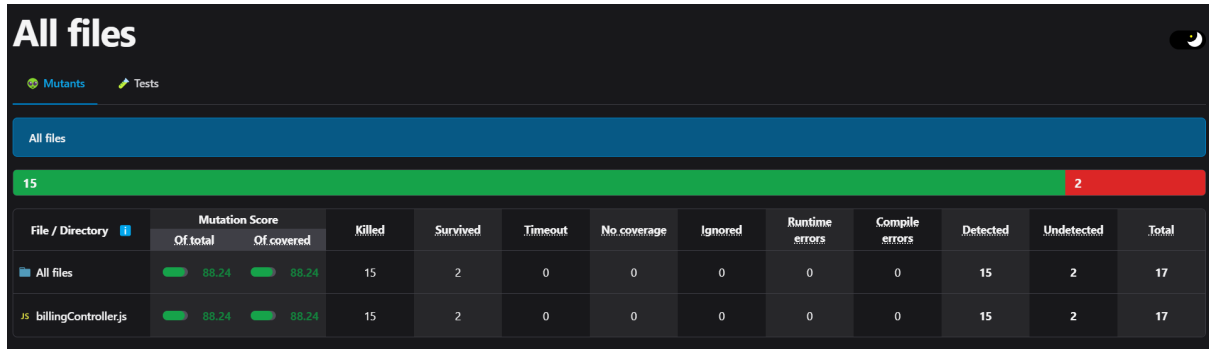 All files
Mutants Tests
All files
15 2
File / Directory Mutation Score Killed Survived Timeout No coverage Ignored Runtime errors Compile errors Detected Undetected Total
Of total Of covered
All files 88.24 88.24 15 2 0 0 0 0 0 15 2 17
JS billingController.js 88.24 88.24 15 2 0 0 0 0 0 15 2 17